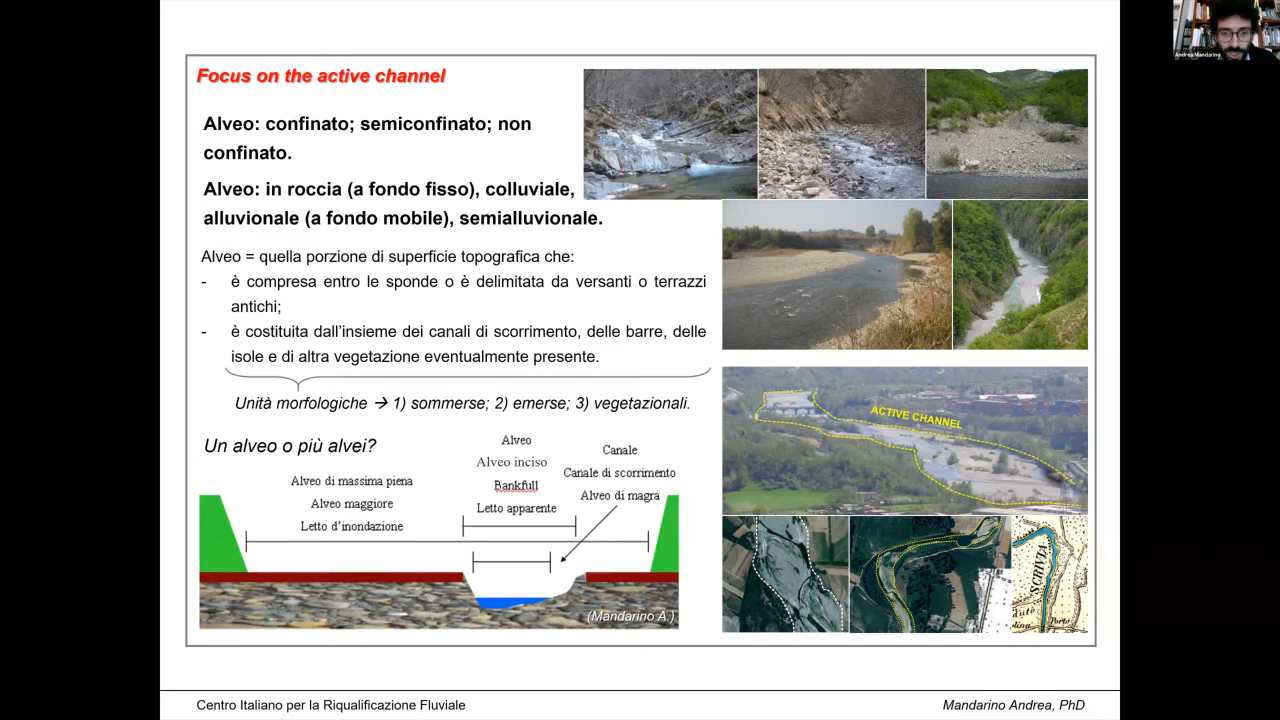 Andrea Mandarino
Focus on the active channel
Alveo: confinato; semiconfinato; non
confinato.
Alveo: in roccia (a fondo fisso), colluviale,
alluvionale (a fondo mobile), semialluvionale.
Alveo = quella porzione di superficie topografica che:
- è compresa entro le sponde o è delimitata da versanti o terrazzi
antichi;
- è costituita dall’insieme dei canali di scorrimento, delle barre, delle
isole e di altra vegetazione eventualmente presente.
Unità morfologiche → 1) sommerse; 2) emerse; 3) vegetazionali.
Un alveo o più alvei?
Alveo di massima piena
Alveo maggiore
Letto d’inondazione
Alveo
Alveo inciso
Bankfull
Letto apparente
Canale
Canale di scorrimento
Alveo di magra
(Mandarino A.)
ACTIVE CHANNEL
SCRIVIA
Porto
Centro Italiano per la Riqualificazione Fluviale
Mandarino Andrea, PhD